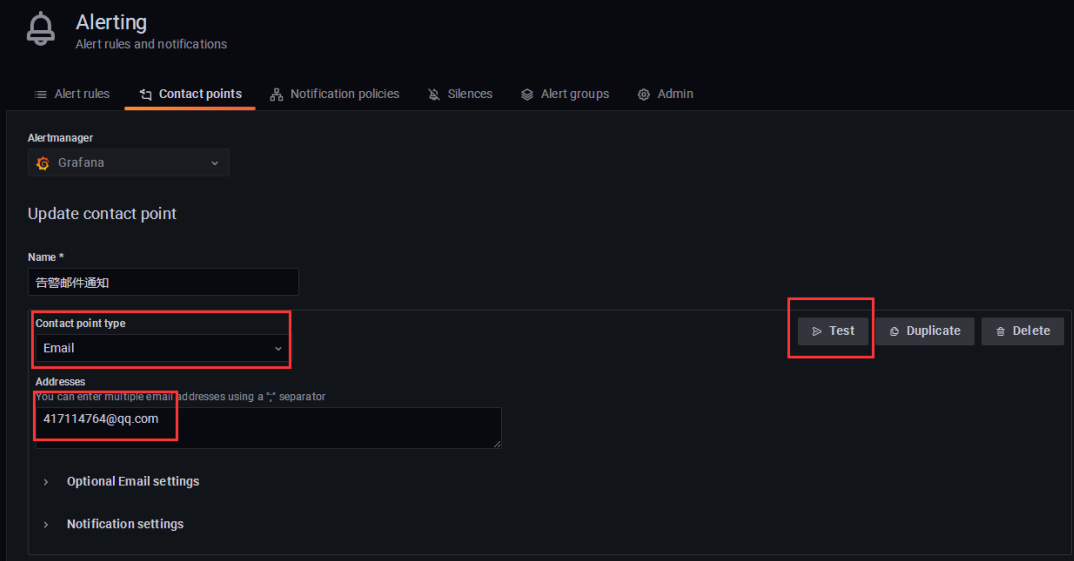 Alerting
Alert rules and notifications
Alert rules Contact points Notification policies Silences Alert groups Admin
Alertmanager
Grafana
Update contact point
Name *
告警邮件通知
Contact point type
Email
Test Duplicate Delete
Addresses
You can enter multiple email addresses using a ";" separator
417114764@qq.com
Optional Email settings
Notification settings